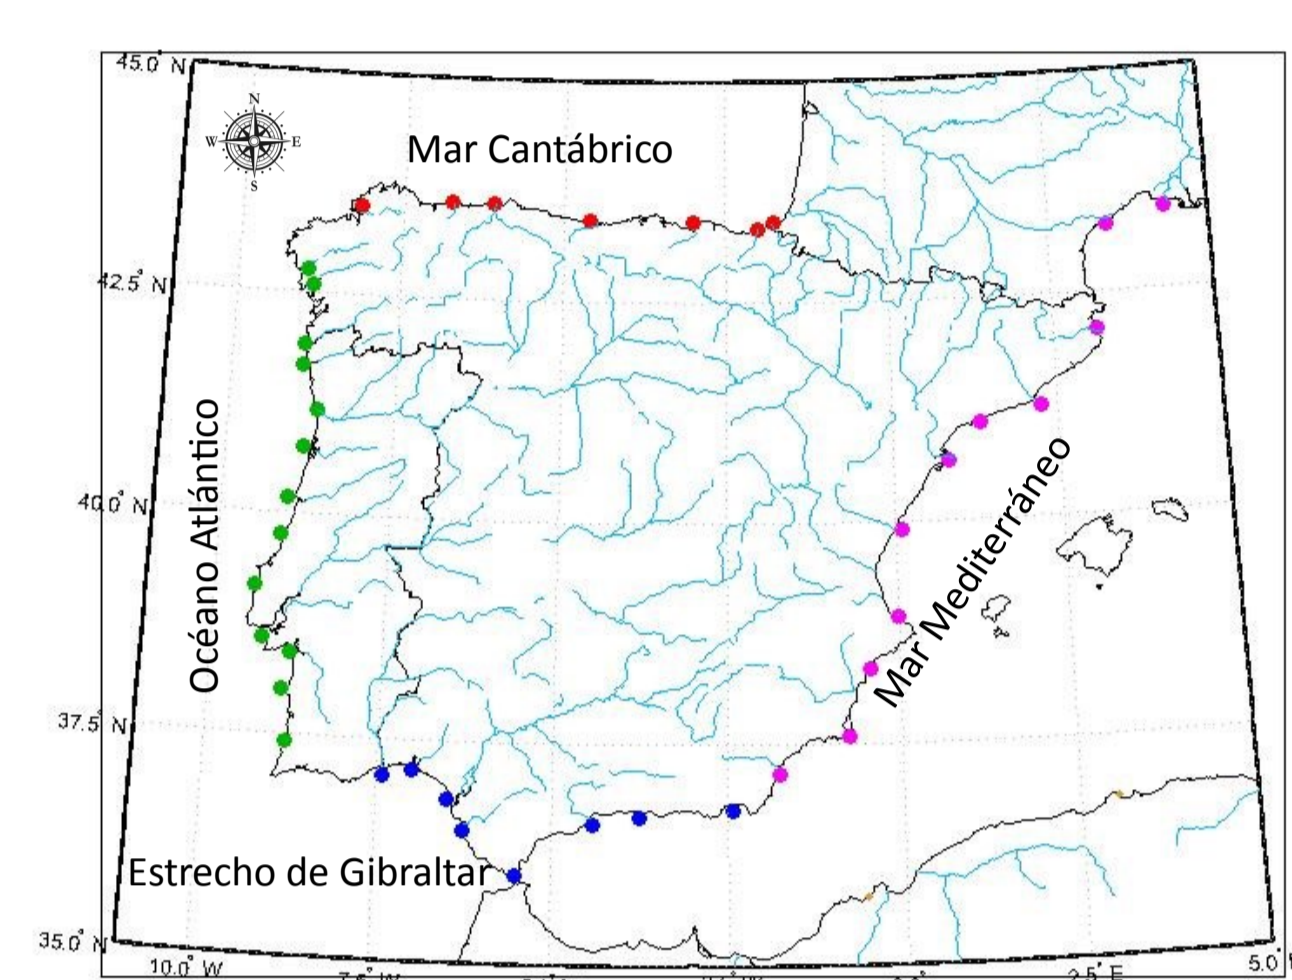 45.0° N
N
W E
S
Mar Cantábrico
42.5° N
Océano Atlántico
40.0° N
Mar Mediterráneo
37.5° N
Estrecho de Gibraltar
35.0° N
10.0° W
5.0